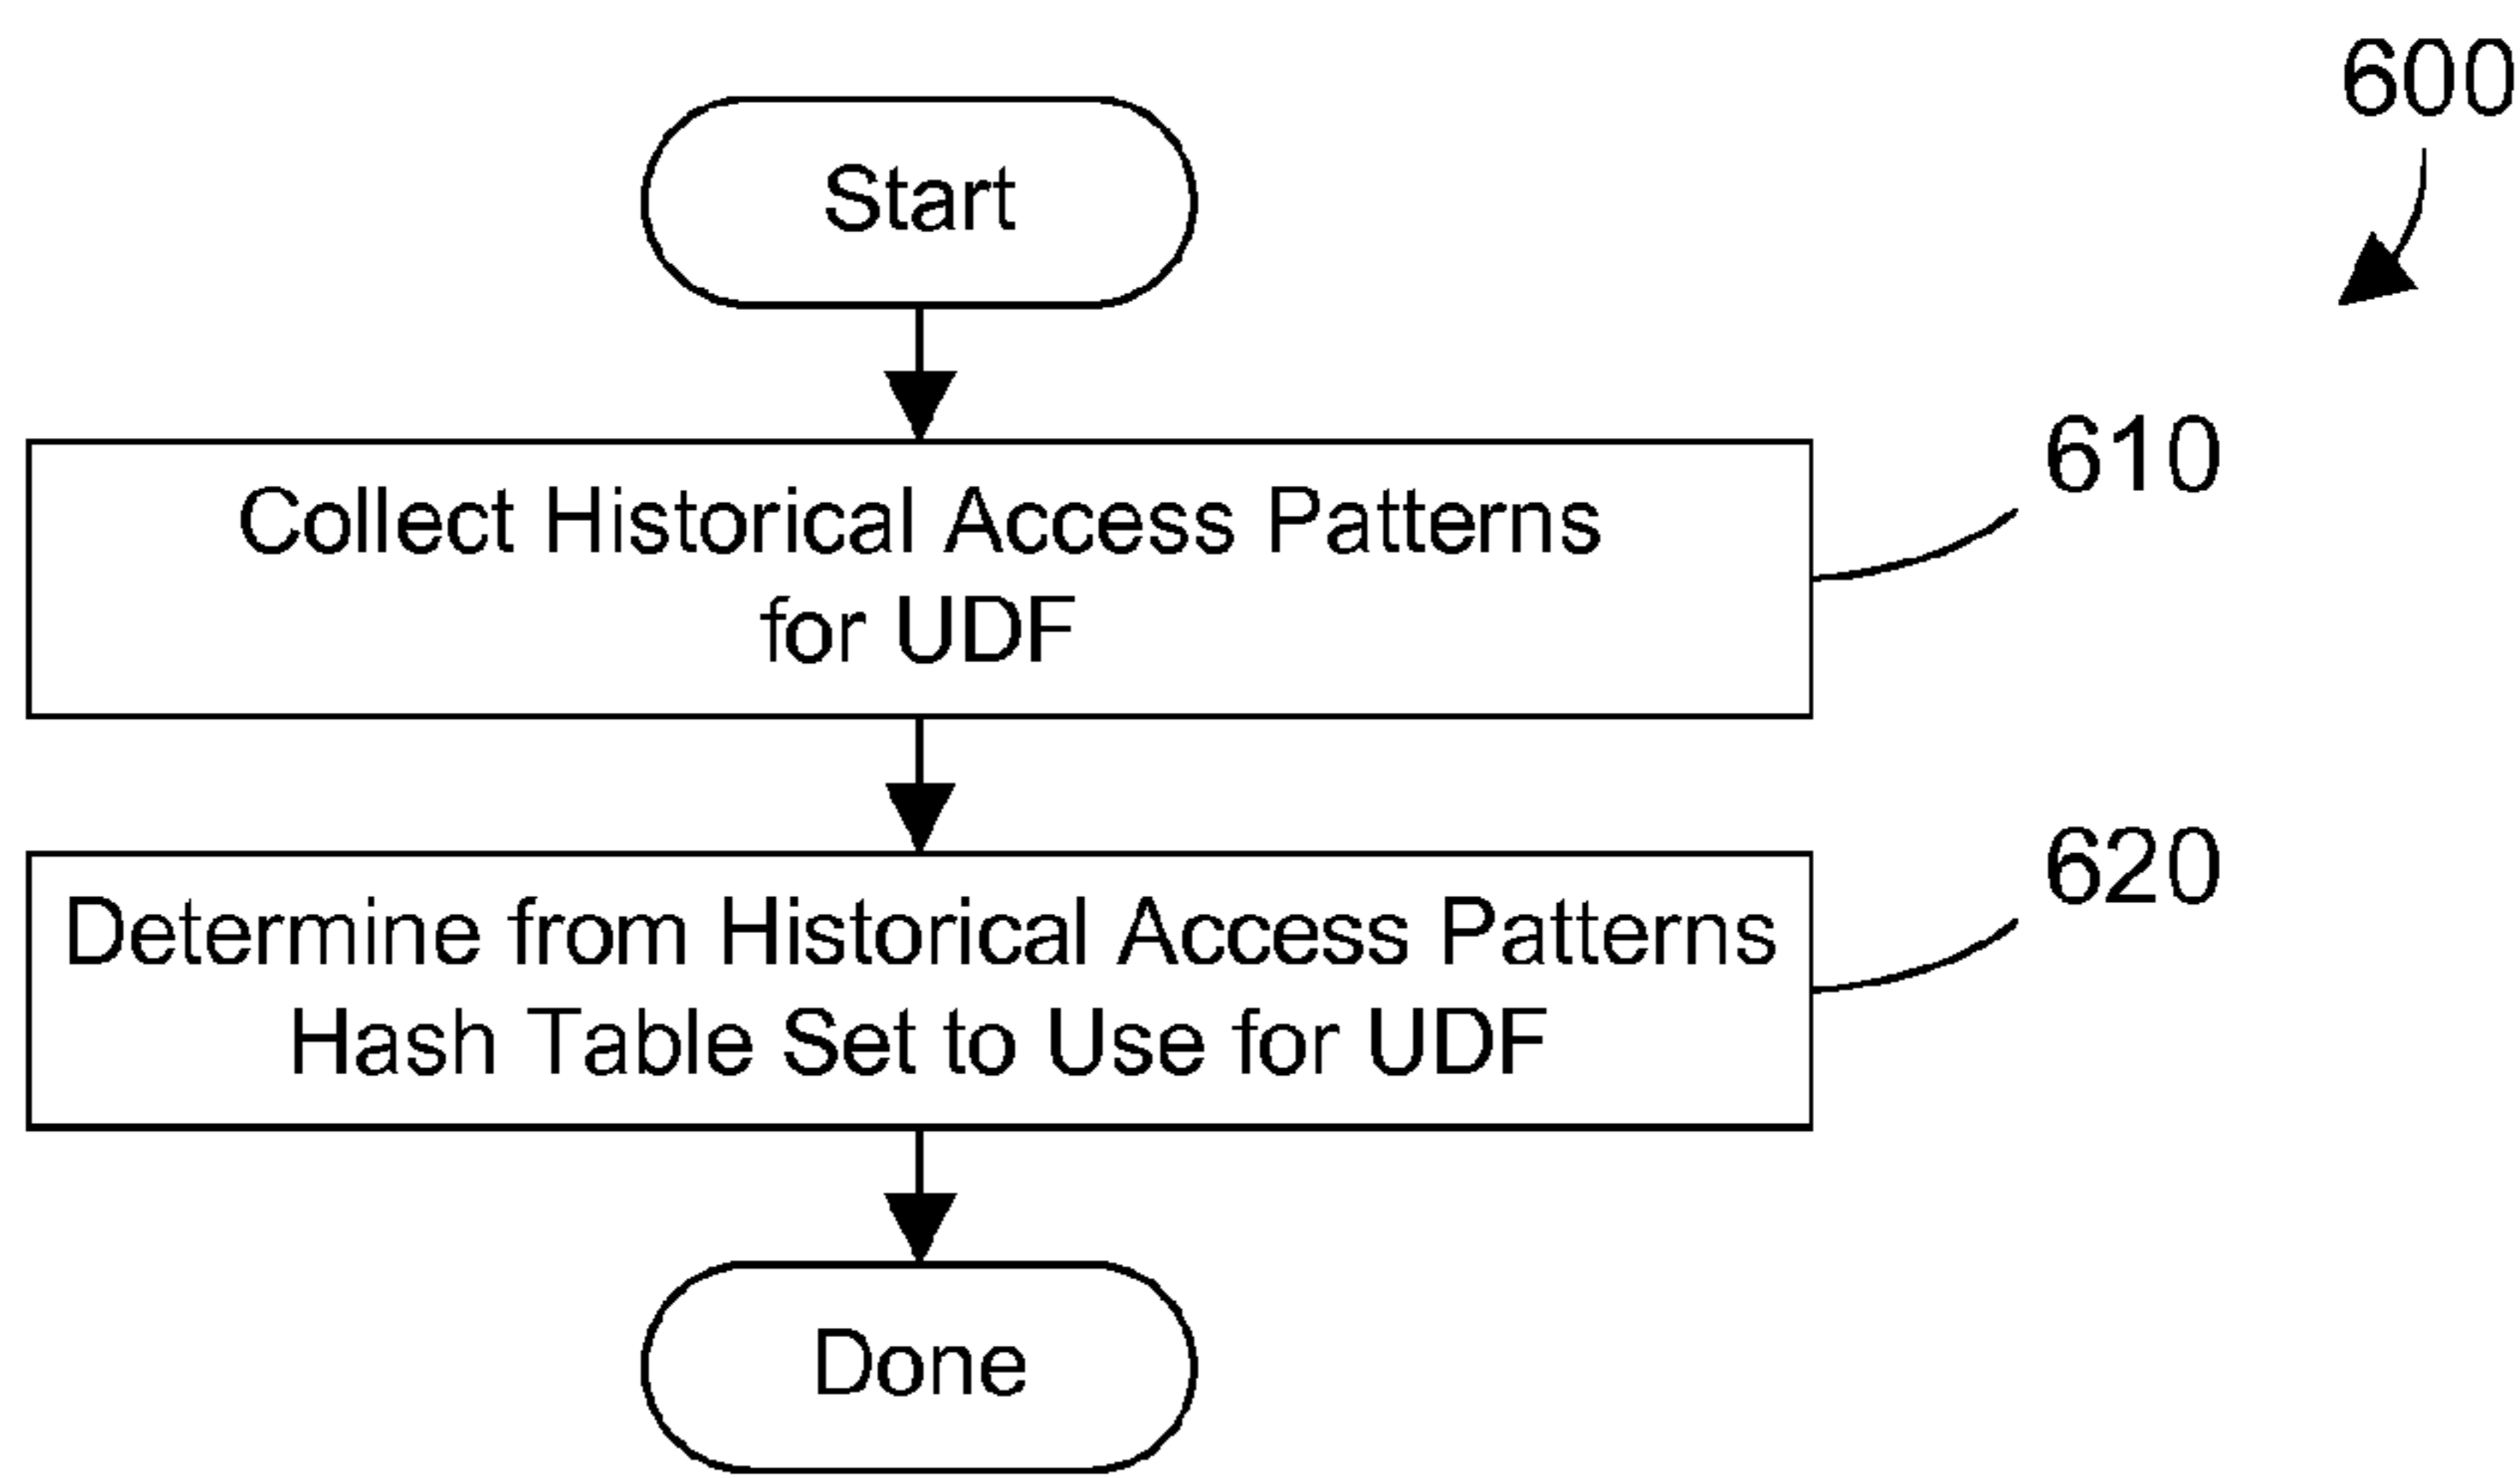 600
Start
610
Collect Historical Access Patterns
for UDF
620
Determine from Historical Access Patterns
Hash Table Set to Use for UDF
Done